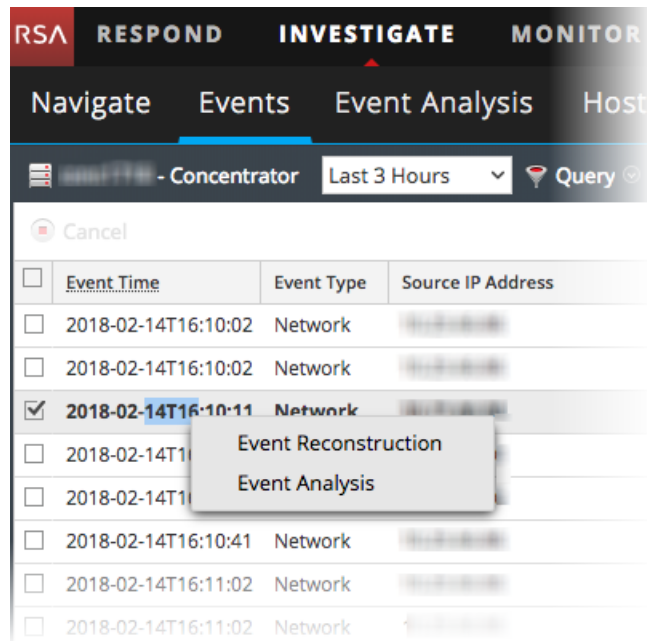 RSA RESPOND INVESTIGATE MONITOR
Navigate Events Event Analysis Host
- Concentrator Last 3 Hours Query
Cancel
Event Time Event Type Source IP Address
2018-02-14T16:10:02 Network
2018-02-14T16:10:02 Network
2018-02-14T16:10:11 Network
2018-02-14T1
Event Reconstruction
2018-02-14T1
Event Analysis
2018-02-14T16:10:41 Network
2018-02-14T16:11:02 Network
2018-02-14T16:11:02 Network